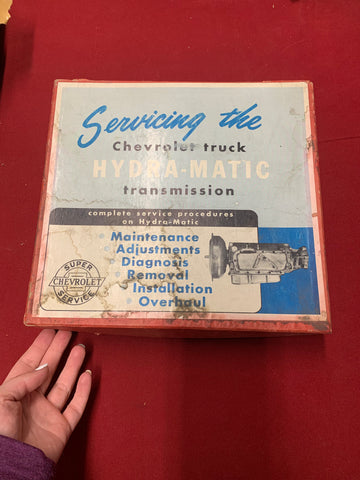 Servicing the
Chevrolet truck
HYDRA-MATIC
transmission
complete service procedures
on Hydra-Matic
• Maintenance
• Adjustments
• Diagnosis
• Removal
• Installation
• Overhaul
SUPER
CHEVROLET
SERVICE